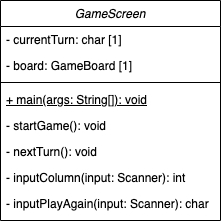 GameScreen
- currentTurn: char [1]
- board: GameBoard [1]
+ main(args: String[]): void
- startGame(): void
- nextTurn(): void
- inputColumn(input: Scanner): int
- inputPlayAgain(input: Scanner): char